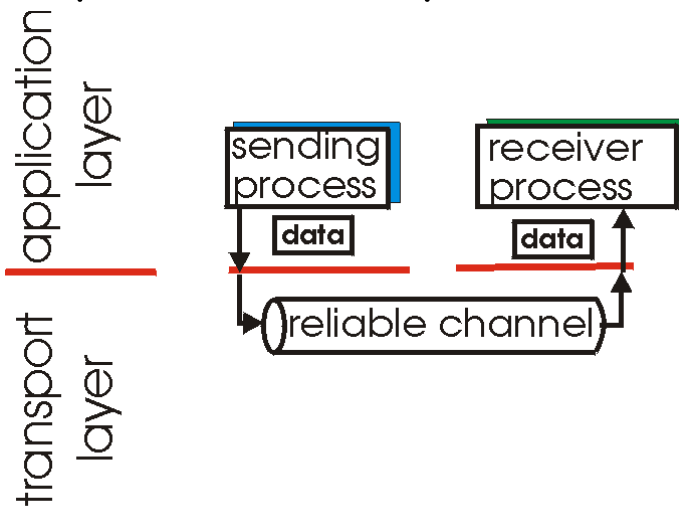 application
layer
sending
process
receiver
process
data
data
reliable channel
transport
layer